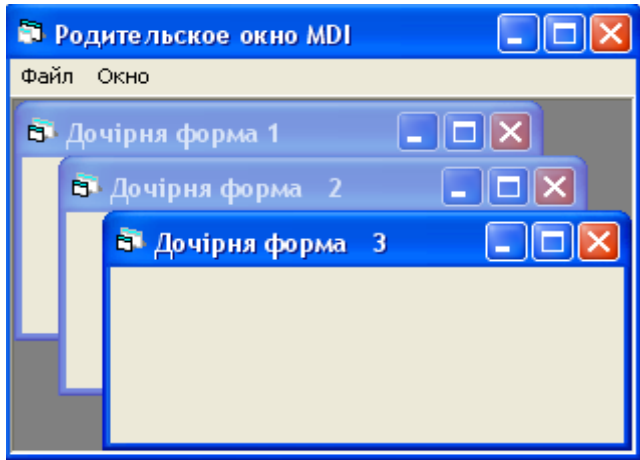 Родительское окно MDI
Файл Окно
Дочірня форма 1
Дочірня форма 2
Дочірня форма 3